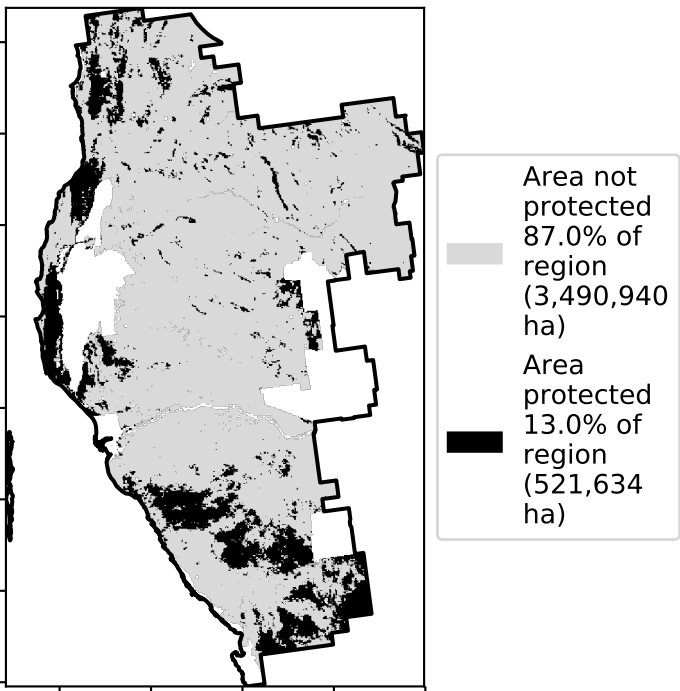 Area not
protected
87.0% of
region
(3,490,940
ha)
Area
protected
13.0% of
region
(521,634
ha)